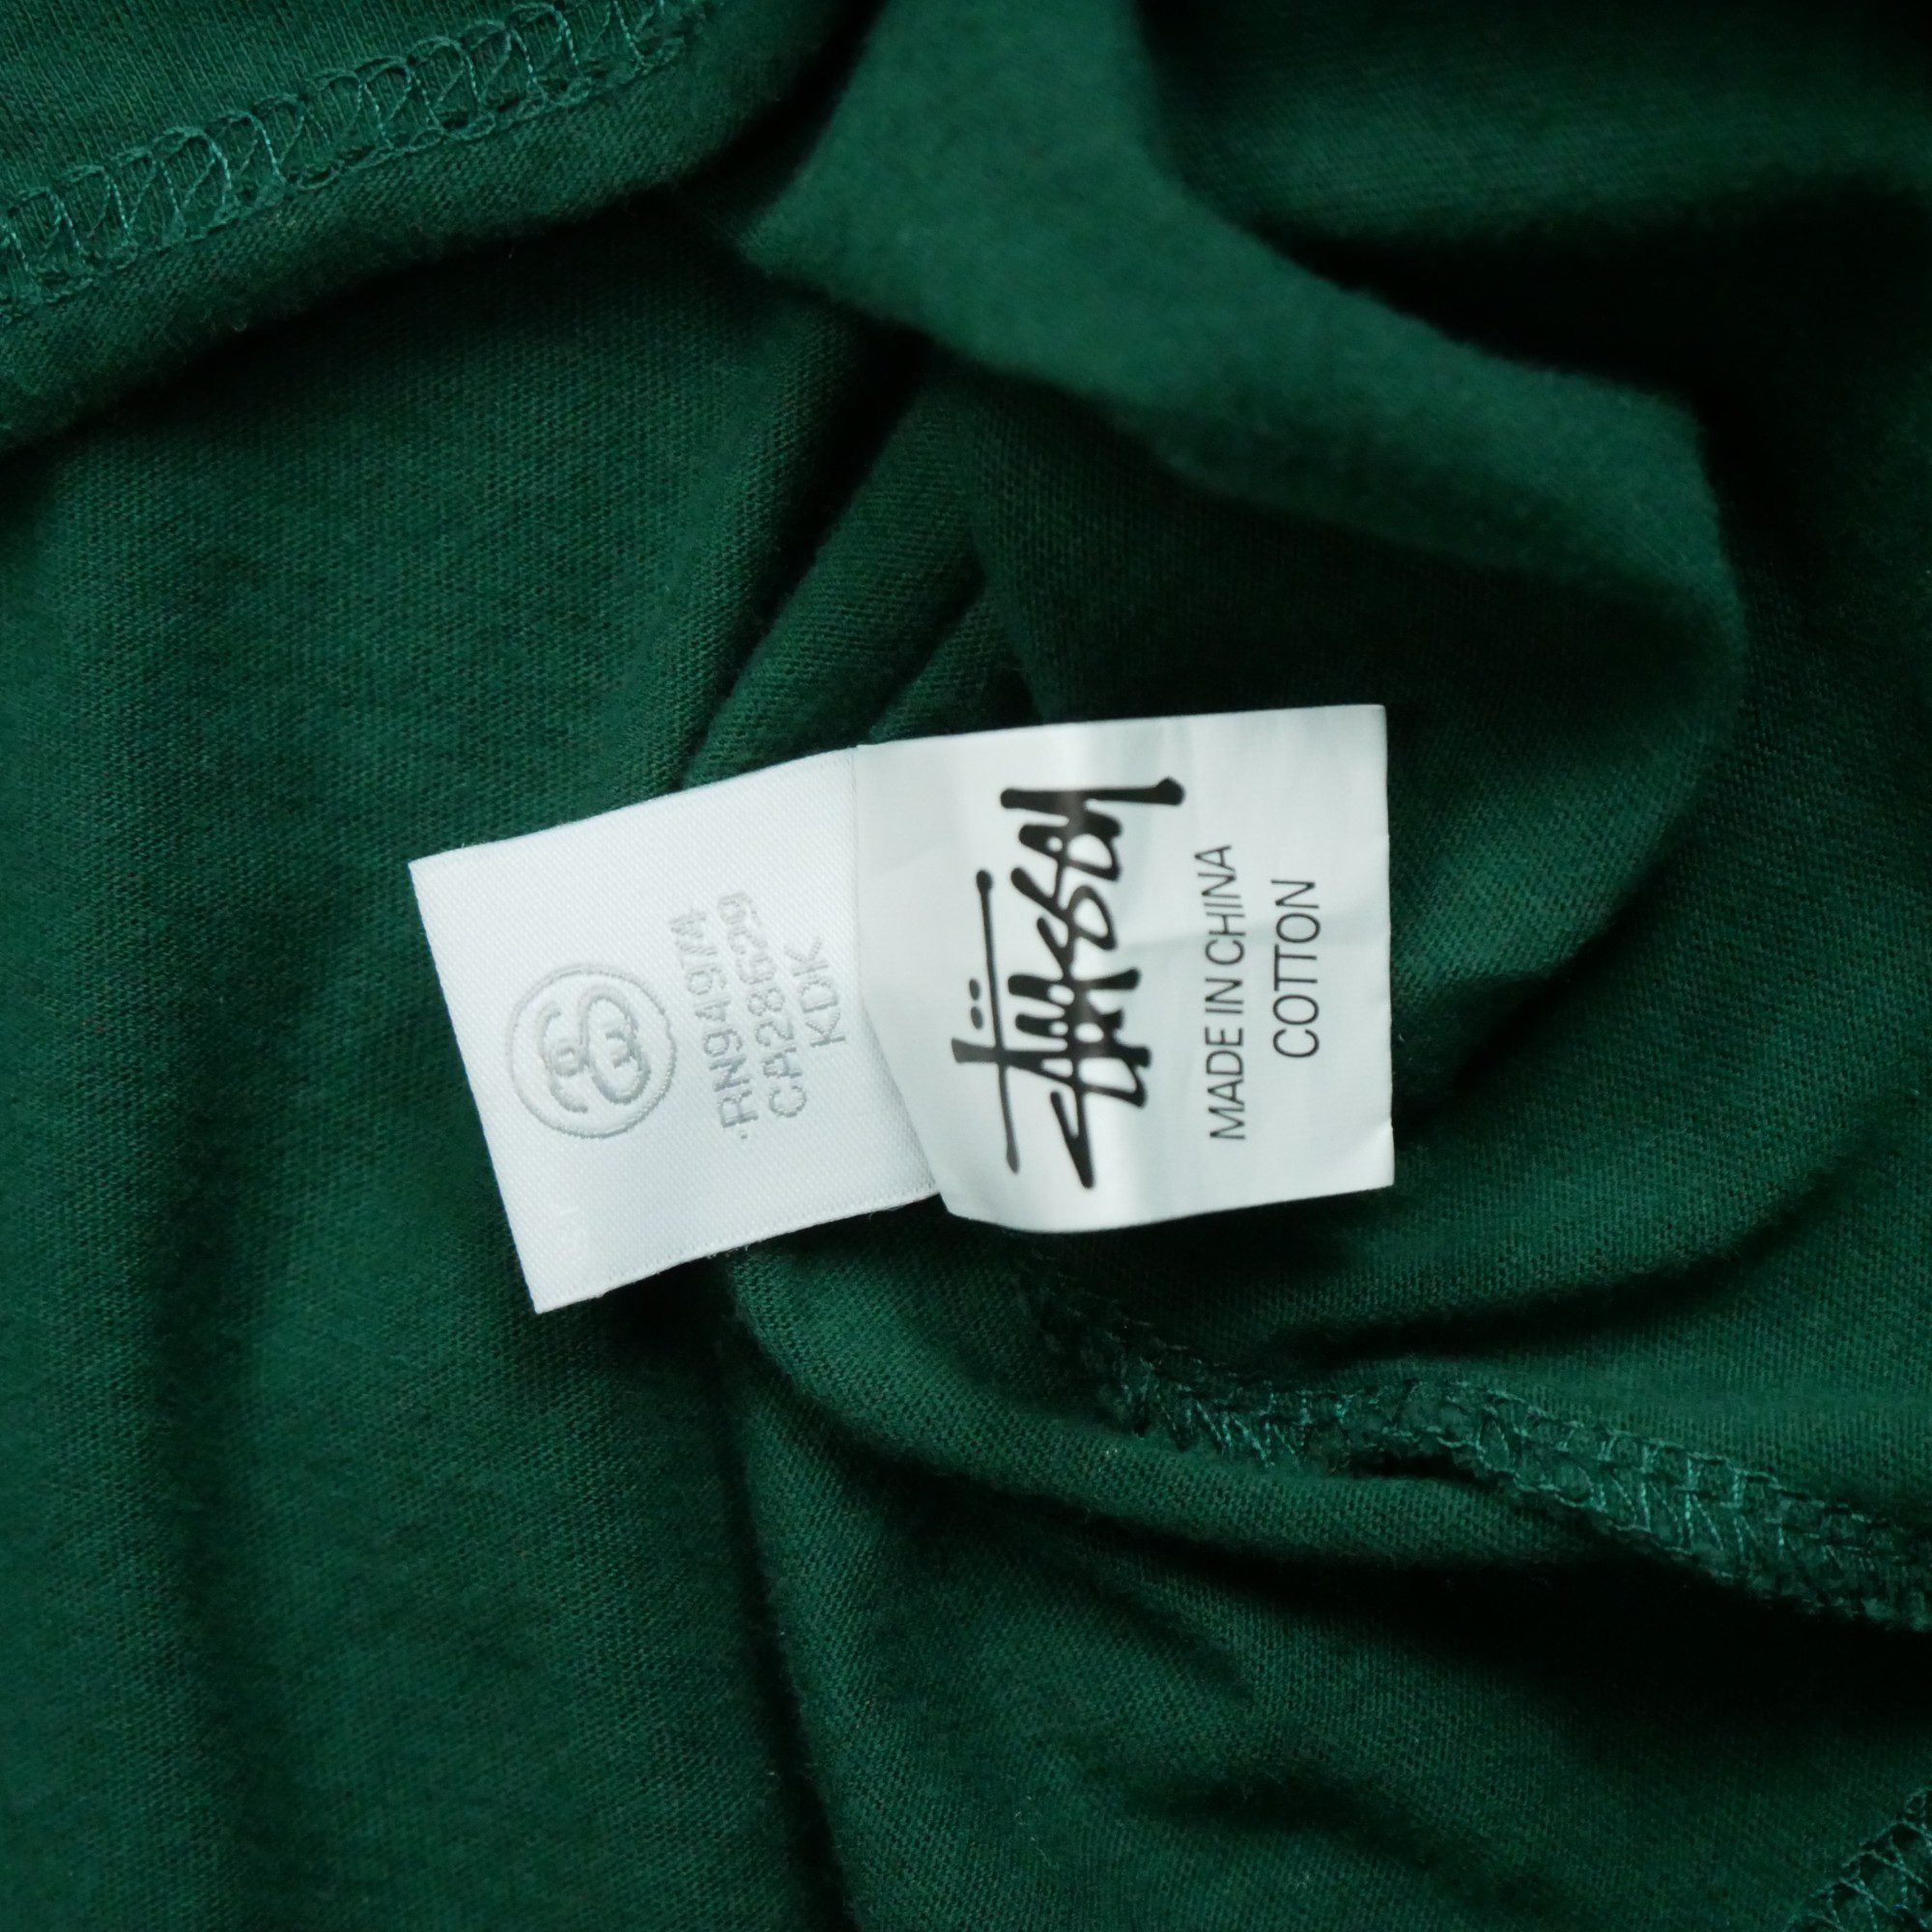 RN94974
CA28629
KDK
Stüssy
MADE IN CHINA
COTTON